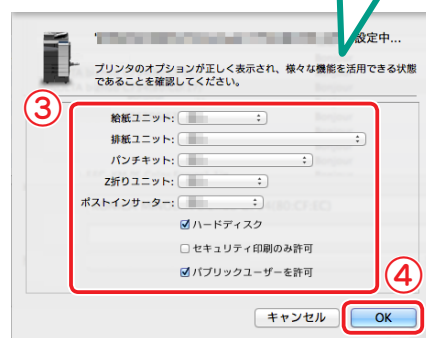 設定中...
プリンタのオプションが正しく表示され、様々な機能を活用できる状態
であることを確認してください。
③
給紙ユニット:
排紙ユニット:
パンチキット:
Z折りユニット:
ポストインサーター:
ハードディスク
セキュリティ印刷のみ許可
パブリックユーザーを許可
④
キャンセル
OK